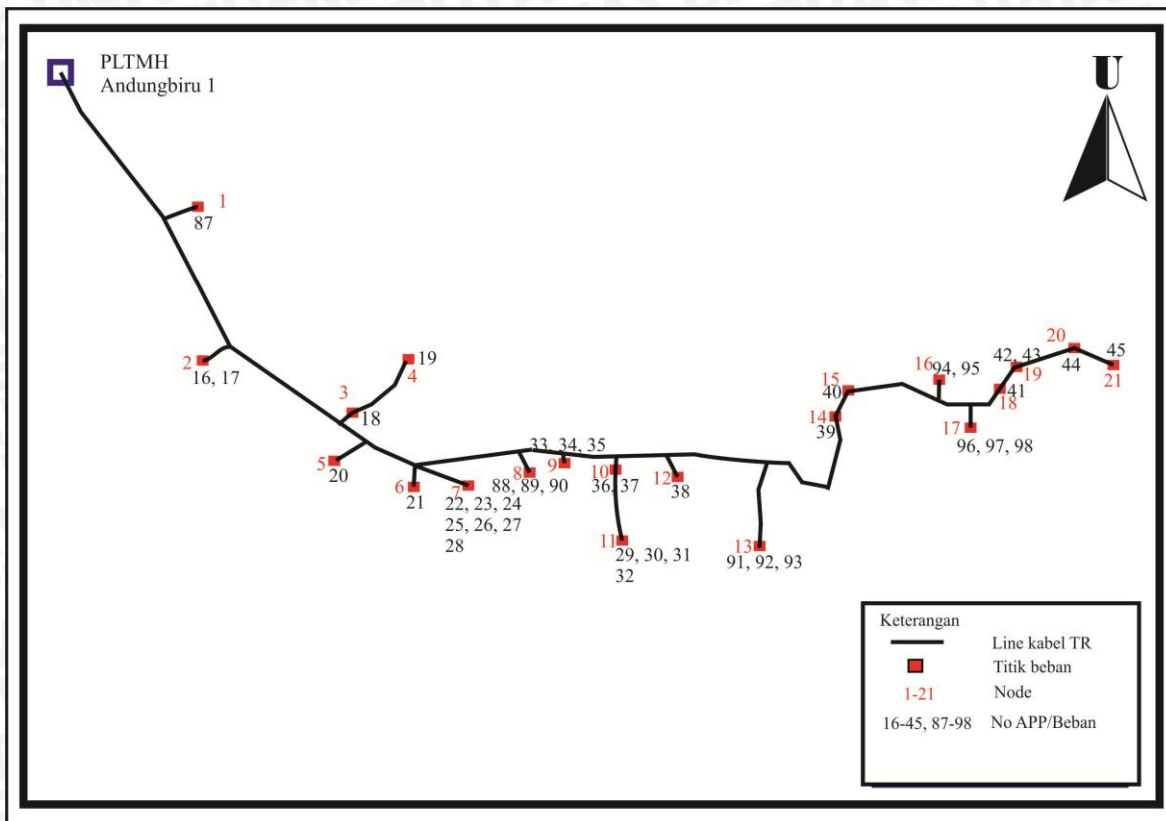 PLTMH
Andungbiru 1
U
1
87
2
16, 17
19
4
3
18
5
20
6
21
7
22, 23, 24
25, 26, 27
28
8
88, 89, 90
33, 34, 35
9
10
36, 37
11
29, 30, 31
32
12
38
13
91, 92, 93
14
39
15
40
16
94, 95
17
96, 97, 98
18
41
42, 43
19
20
44
45
21
Keterangan
Line kabel TR
Titik beban
1-21 Node
16-45, 87-98 No APP/Beban